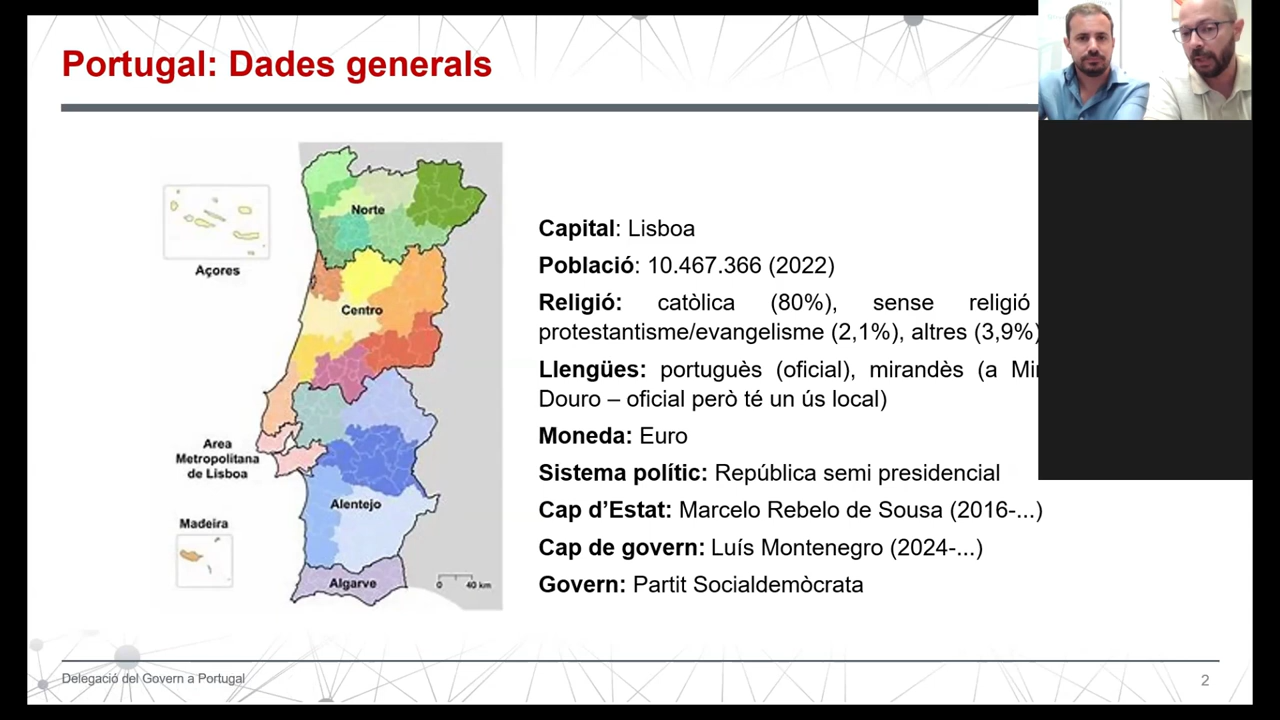 Portugal: Dades generals
Norte
Açores
Centro
Area
Metropolitana
de Lisboa
Alentejo
Madeira
Algarve
0 40 km
Capital: Lisboa
Població: 10.467.366 (2022)
Religió: catòlica (80%), sense religió
protestantisme/evangelisme (2,1%), altres (3,9%)
Llengües: portuguès (oficial), mirandès (a
Douro – oficial però té un ús local)
Moneda: Euro
Sistema polític: República semi presidencial
Cap d’Estat: Marcelo Rebelo de Sousa (2016-...)
Cap de govern: Luís Montenegro (2024-...)
Govern: Partit Socialdemòcrata
Delegació del Govern a Portugal
2